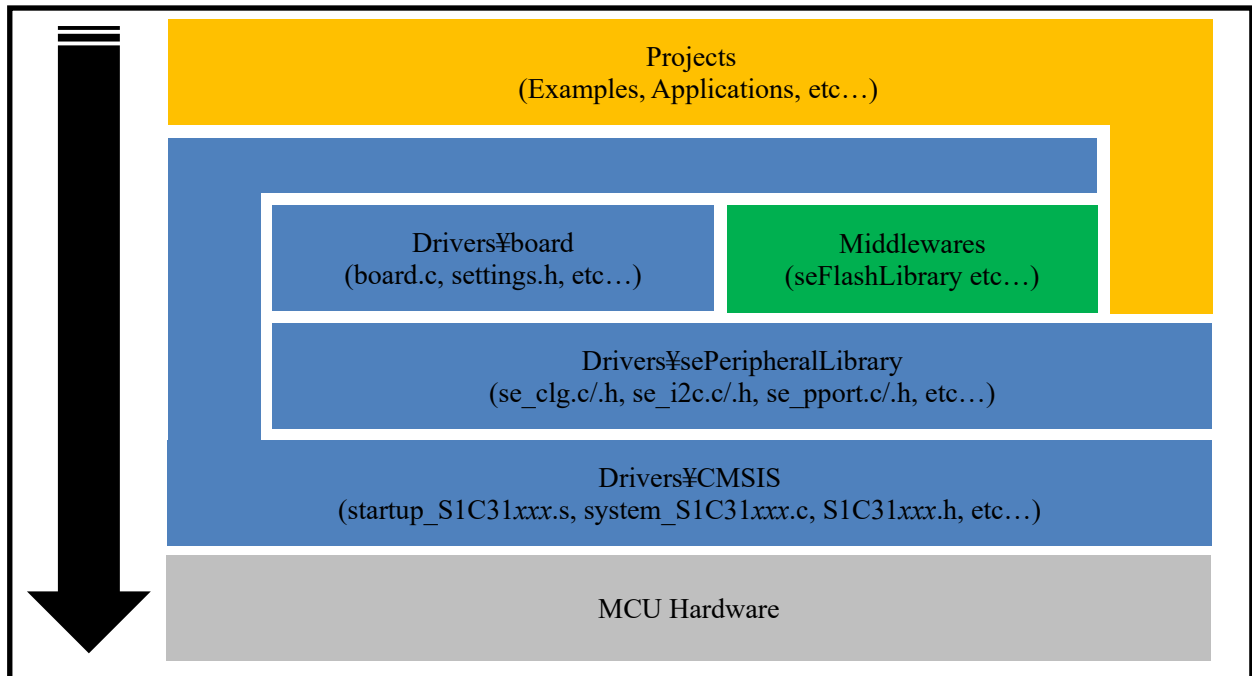 Projects
(Examples, Applications, etc…)
Drivers¥board
(board.c, settings.h, etc…)
Middlewares
(seFlashLibrary etc…)
Drivers¥sePeripheralLibrary
(se_clg.c/.h, se_i2c.c/.h, se_pport.c/.h, etc…)
Drivers¥CMSIS
(startup_S1C31xxx.s, system_S1C31xxx.c, S1C31xxx.h, etc…)
MCU Hardware